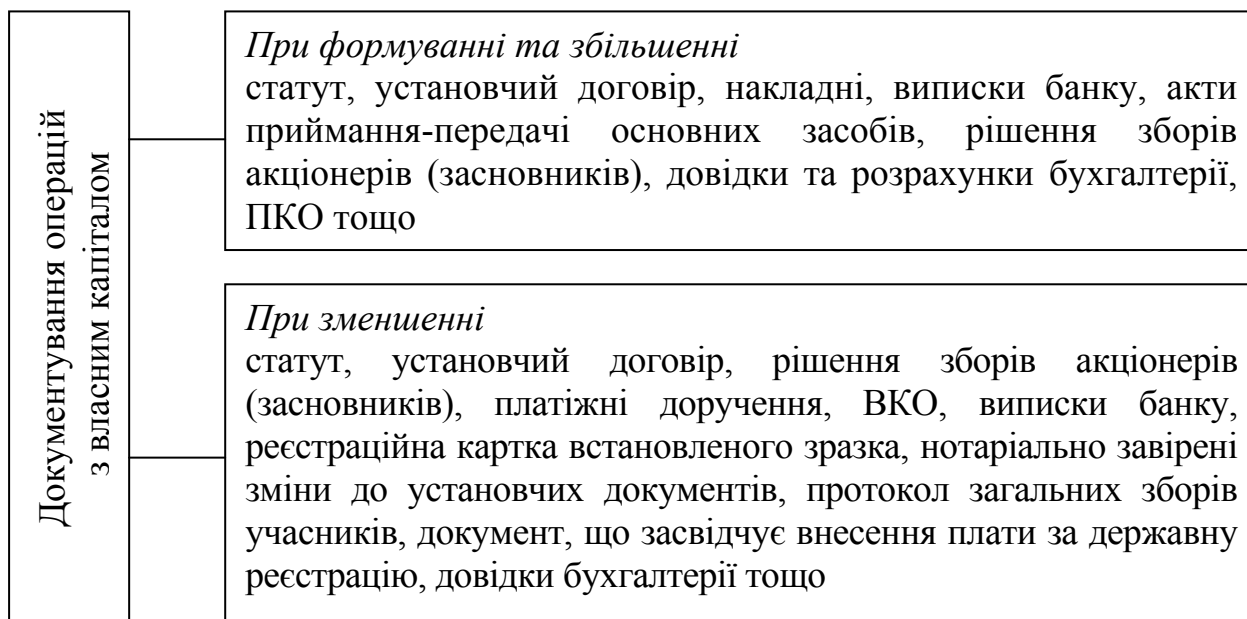 Документування операцій
з власним капіталом
При формуванні та збільшенні
статут, установчий договір, накладні, виписки банку, акти
приймання-передачі основних засобів, рішення зборів
акціонерів (засновників), довідки та розрахунки бухгалтерії,
ПКО тощо
При зменшенні
статут, установчий договір, рішення зборів акціонерів
(засновників), платіжні доручення, ВКО, виписки банку,
реєстраційна картка встановленого зразка, нотаріально завірені
зміни до установчих документів, протокол загальних зборів
учасників, документ, що засвідчує внесення плати за державну
реєстрацію, довідки бухгалтерії тощо